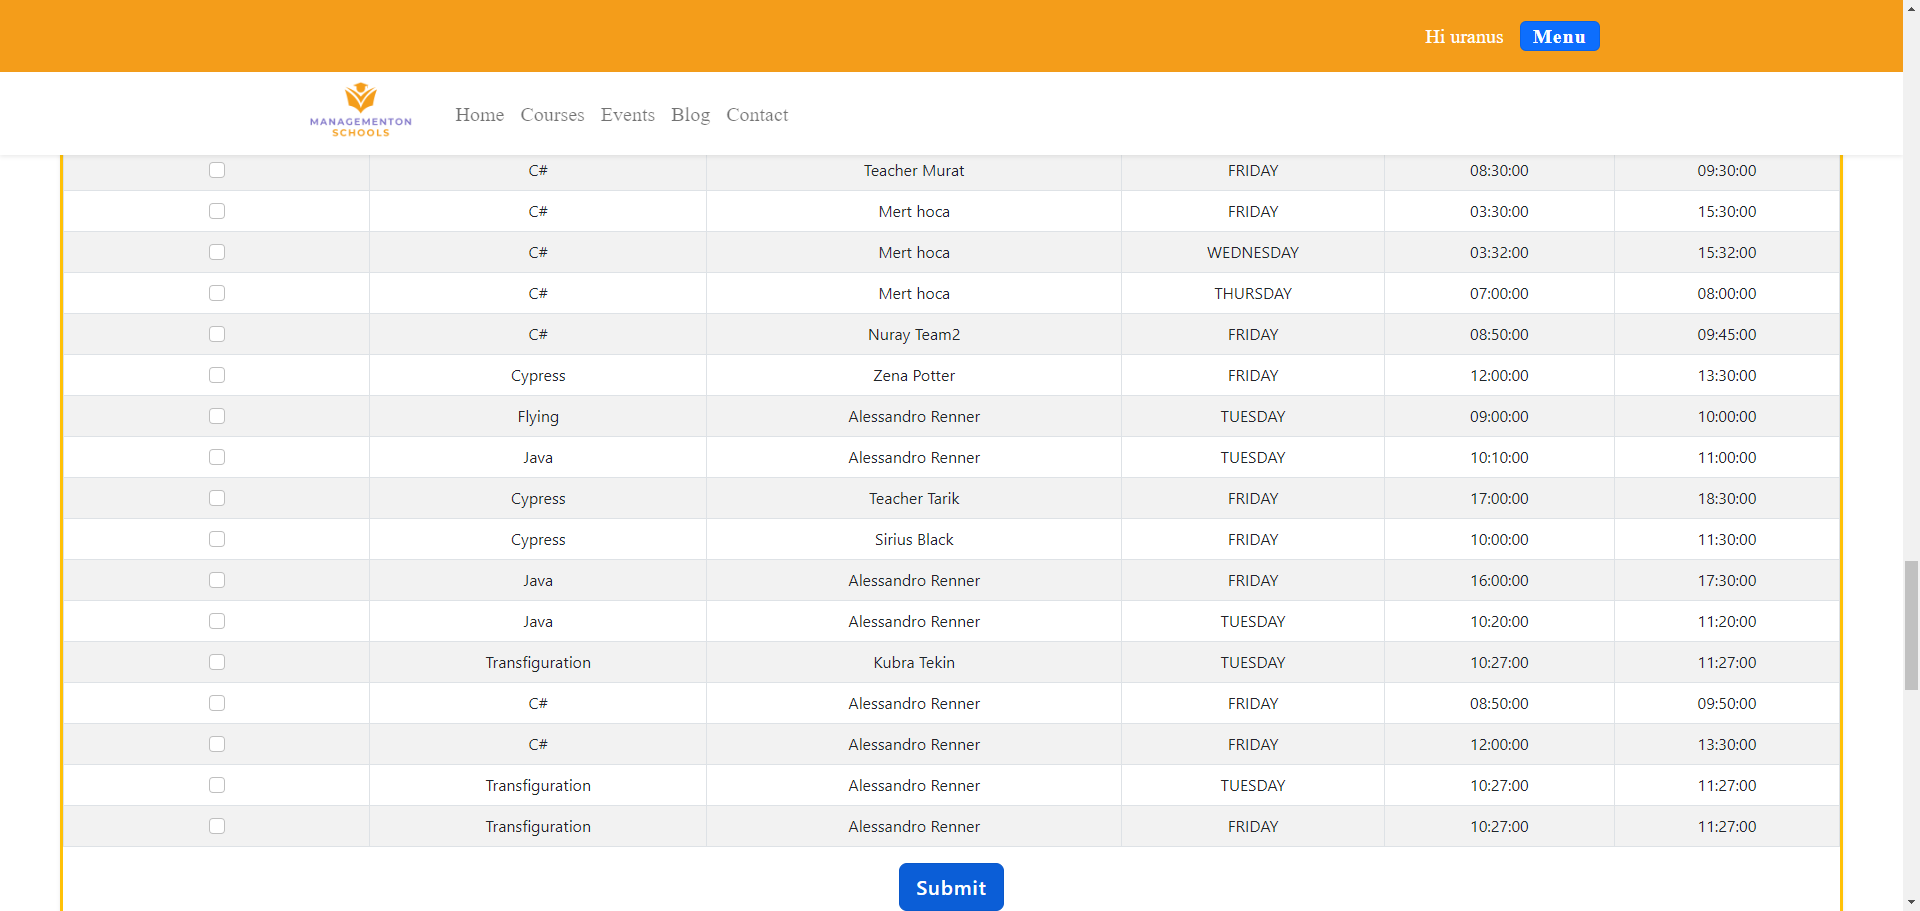 Hi uranus Menu
MANAGEMENTON
SCHOOLS
Home Courses Events Blog Contact
C# Teacher Murat FRIDAY 08:30:00 09:30:00
C# Mert hoca FRIDAY 03:30:00 15:30:00
C# Mert hoca WEDNESDAY 03:32:00 15:32:00
C# Mert hoca THURSDAY 07:00:00 08:00:00
C# Nuray Team2 FRIDAY 08:50:00 09:45:00
Cypress Zena Potter FRIDAY 12:00:00 13:30:00
Flying Alessandro Renner TUESDAY 09:00:00 10:00:00
Java Alessandro Renner TUESDAY 10:10:00 11:00:00
Cypress Teacher Tarik FRIDAY 17:00:00 18:30:00
Cypress Sirius Black FRIDAY 10:00:00 11:30:00
Java Alessandro Renner FRIDAY 16:00:00 17:30:00
Java Alessandro Renner TUESDAY 10:20:00 11:20:00
Transfiguration Kubra Tekin TUESDAY 10:27:00 11:27:00
C# Alessandro Renner FRIDAY 08:50:00 09:50:00
C# Alessandro Renner FRIDAY 12:00:00 13:30:00
Transfiguration Alessandro Renner TUESDAY 10:27:00 11:27:00
Transfiguration Alessandro Renner FRIDAY 10:27:00 11:27:00
Submit